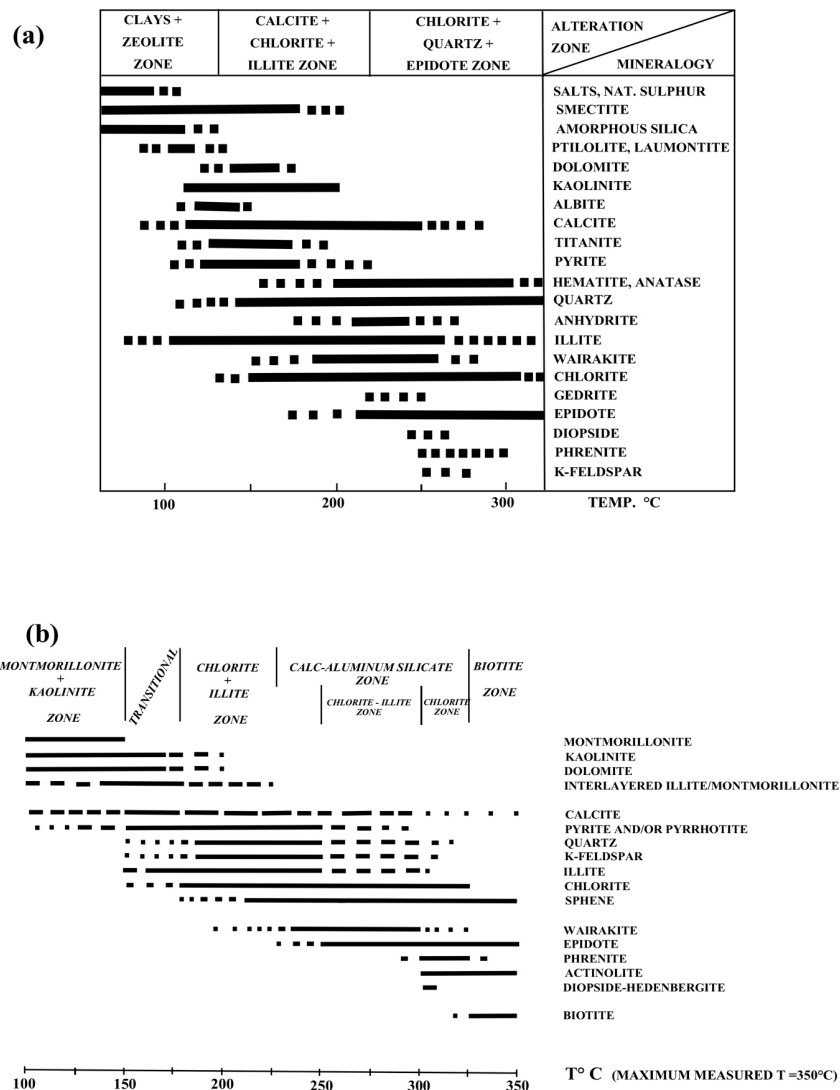 (a)
CLAYS +
ZEOLITE
ZONE
CALCITE +
CHLORITE +
ILLITE ZONE
CHLORITE +
QUARTZ +
EPIDOTE ZONE
ALTERATION
ZONE
MINERALOGY
SALTS, NAT. SULPHUR
SMECTITE
AMORPHOUS SILICA
PTILOLITE, LAUMONTITE
DOLOMITE
KAOLINITE
ALBITE
CALCITE
TITANITE
PYRITE
HEMATITE, ANATASE
QUARTZ
ANHYDRITE
ILLITE
WAIRAKITE
CHLORITE
GEDRITE
EPIDOTE
DIOPSIDE
PHRENITE
K-FELDSPAR
100 200 300 TEMP. °C
(b)
MONTMORILLONITE
+
KAOLINITE
ZONE
TRANSITIONAL
CHLORITE
+
ILLITE
ZONE
CALC-ALUMINUM SILICATE
ZONE
CHLORITE - ILLITE
ZONE
CHLORITE
ZONE
BIOTITE
ZONE
MONTMORILLONITE
KAOLINITE
DOLOMITE
INTERLAYERED ILLITE/MONTMORILLONITE
CALCITE
PYRITE AND/OR PYRRHOTITE
QUARTZ
K-FELDSPAR
ILLITE
CHLORITE
SPHENE
WAIRAKITE
EPIDOTE
PHRENITE
ACTINOLITE
DIOPSIDE-HEDENBERGITE
BIOTITE
100 150 200 250 300 350 T° C (MAXIMUM MEASURED T =350°C)